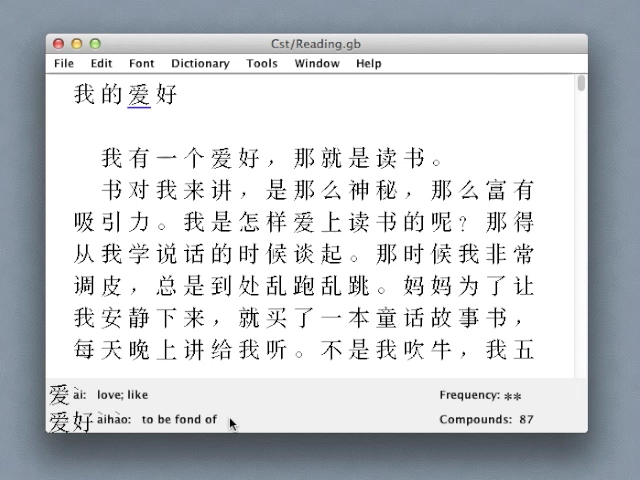 Cst/Reading.gb
File Edit Font Dictionary Tools Window Help
我的爱好
我有一个爱好，那就是读书。
书对我来讲，是那么神秘，那么富有
吸引力。我是怎样爱上读书的呢？那得
从我学说话的时候谈起。那时候我非常
调皮，总是到处乱跑乱跳。妈妈为了让
我安静下来，就买了一本童话故事书，
每天晚上讲给我听。不是我吹牛，我五
爱 ài: love; like Frequency: **
爱好 àihào: to be fond of Compounds: 87